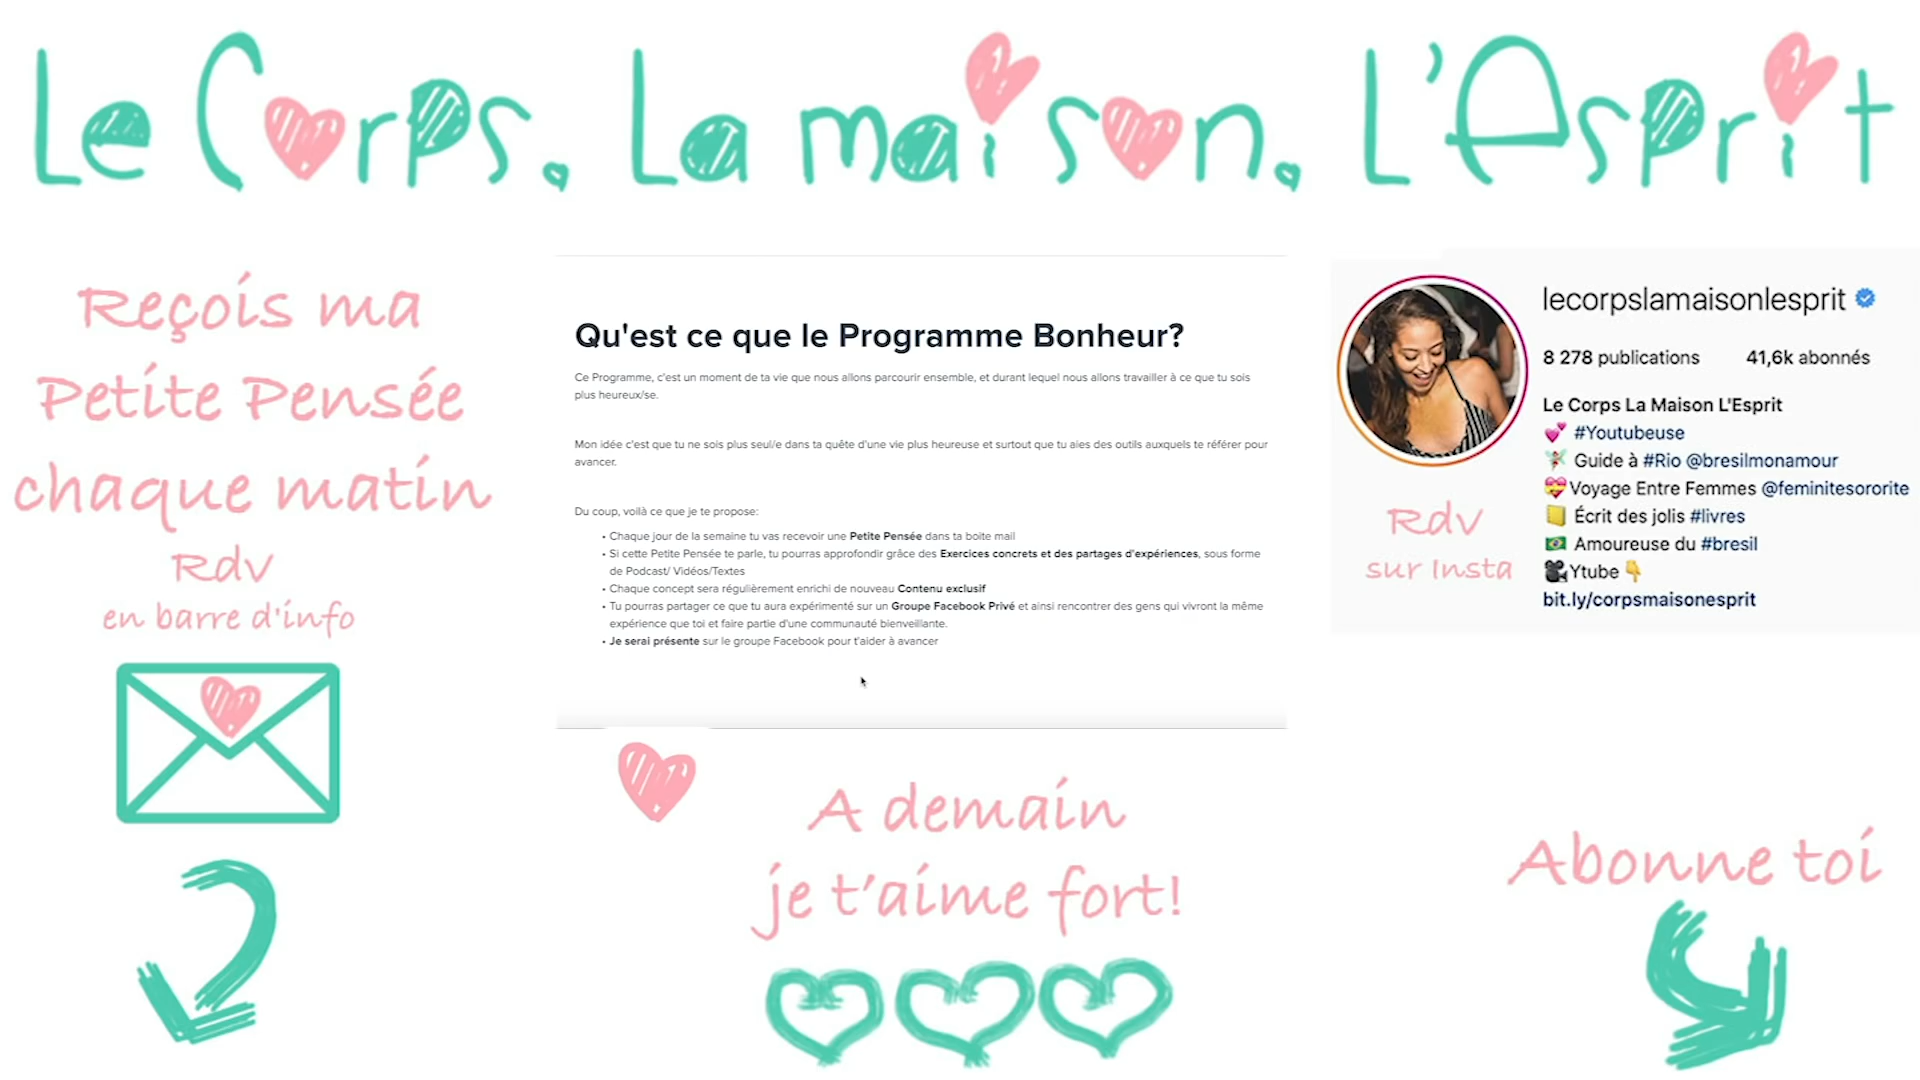 Le Corps. La maison. L'Esprit
Reçois ma
Petite Pensée
chaque matin
Rdv
en barre d'info
Qu'est ce que le Programme Bonheur?
Ce Programme, c'est un moment de ta vie que nous allons parcourir ensemble, et durant lequel nous allons travailler à ce que tu sois
plus heureux/se.
Mon idée c'est que tu ne sois plus seul/e dans ta quête d'une vie plus heureuse et surtout que tu aies des outils auxquels te référer pour
avancer.
Du coup, voilà ce que je te propose:
• Chaque jour de la semaine tu vas recevoir une Petite Pensée dans ta boite mail
• Si cette Petite Pensée te parle, tu pourras approfondir grâce des Exercices concrets et des partages d'expériences, sous forme
de Podcast/ Vidéos/Textes
• Chaque concept sera régulièrement enrichi de nouveau Contenu exclusif
• Tu pourras partager ce que tu aura expérimenté sur un Groupe Facebook Privé et ainsi rencontrer des gens qui vivront la même
expérience que toi et faire partie d'une communauté bienveillante.
• Je serai présente sur le groupe Facebook pour t'aider à avancer
lecorpslamaisonlesprit
8 278 publications 41,6k abonnés
Le Corps La Maison L'Esprit
💕 #Youtubeuse
🧚 Guide à #Rio @bresilmonamour
💝Voyage Entre Femmes @feminitesororite
📒 Écrit des jolis #livres
🇧🇷 Amoureuse du #bresil
🎥Ytube 👇
bit.ly/corpsmaisonesprit
Rdv
sur Insta
A demain
je t'aime fort!
Abonne toi